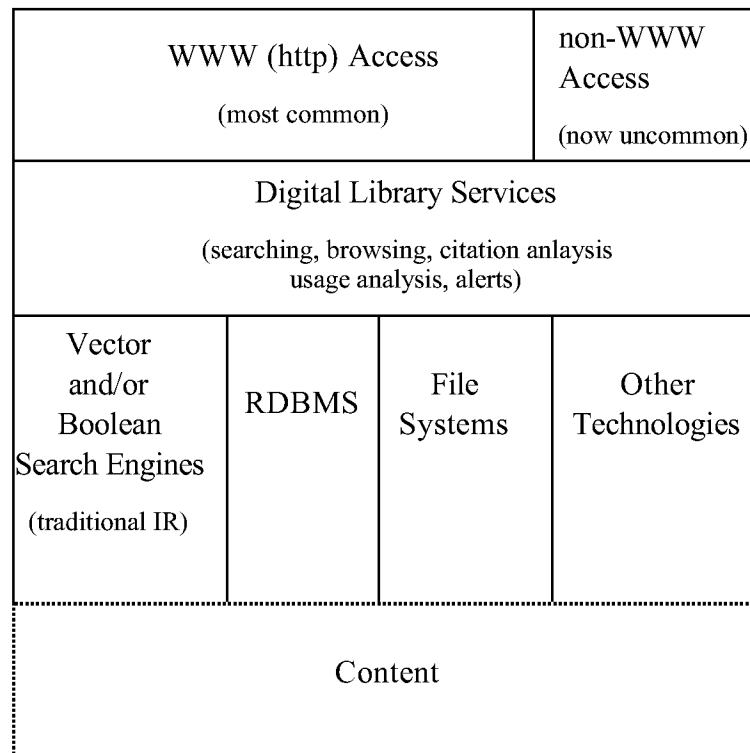 WWW (http) Access
(most common)
non-WWW
Access
(now uncommon)
Digital Library Services
(searching, browsing, citation anlaysis
usage analysis, alerts)
Vector
and/or
Boolean
Search Engines
(traditional IR)
RDBMS
File
Systems
Other
Technologies
Content